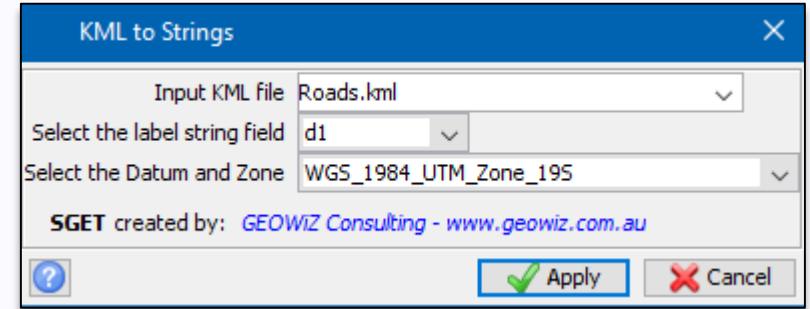 KML to Strings
Input KML file Roads.kml
Select the label string field d1
Select the Datum and Zone WGS_1984_UTM_Zone_19S
SGET created by: GEOWiZ Consulting - www.geowiz.com.au
? Apply Cancel